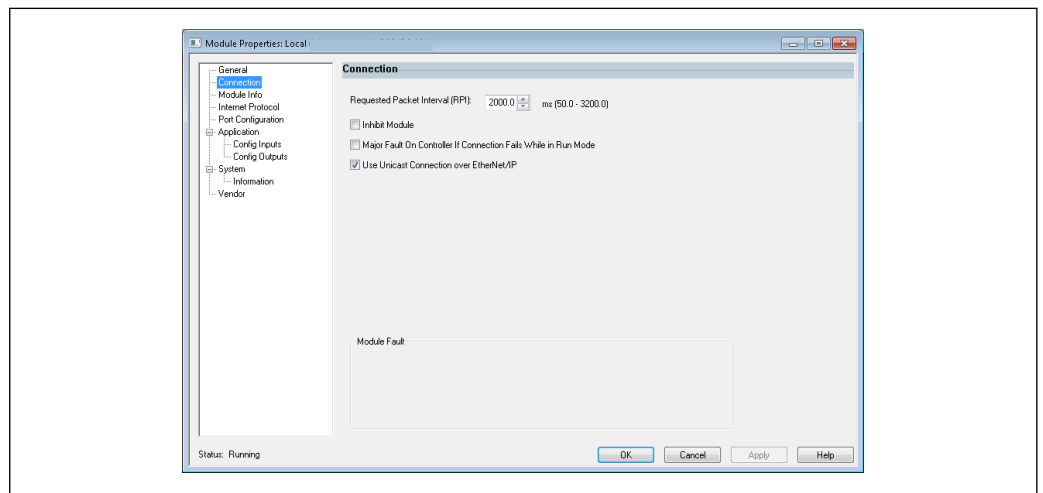 Module Properties: Local
General
Connection
Module Info
Internet Protocol
Port Configuration
Application
Config Inputs
Config Outputs
System
Information
Vendor
Connection
Requested Packet Interval (RPI): 2000.0 ms (50.0 - 3200.0)
Inhibit Module
Major Fault On Controller If Connection Fails While in Run Mode
Use Unicast Connection over EtherNet/IP
Module Fault
Status: Running
OK Cancel Apply Help